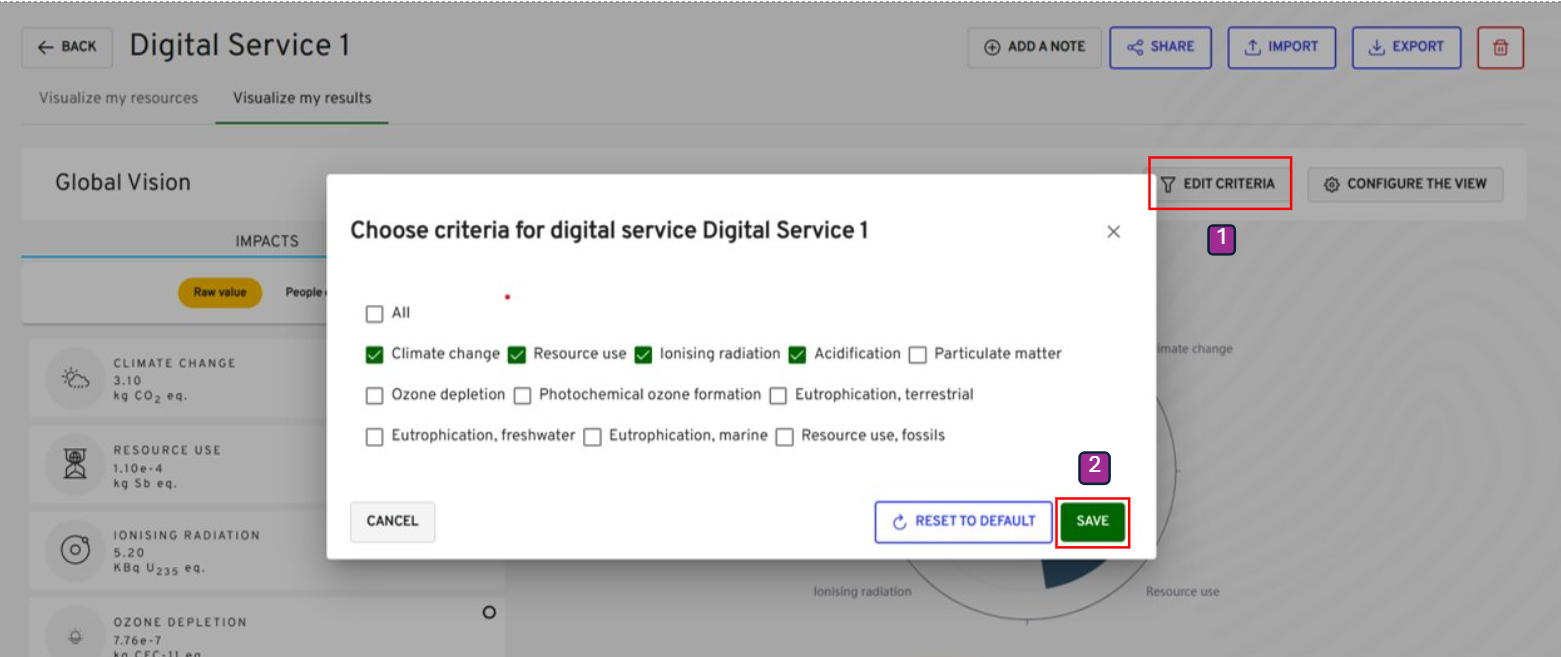 BACK
Digital Service 1
ADD A NOTE
SHARE
IMPORT
EXPORT
Visualize my resources
Visualize my results
Global Vision
EDIT CRITERIA
CONFIGURE THE VIEW
1
IMPACTS
Raw value
People
Choose criteria for digital service Digital Service 1
All
Climate change Resource use Ionising radiation Acidification Particulate matter
Ozone depletion Photochemical ozone formation Eutrophication, terrestrial
Eutrophication, freshwater Eutrophication, marine Resource use, fossils
2
CANCEL
RESET TO DEFAULT
SAVE
CLIMATE CHANGE
3.10
kg CO₂ eq.
RESOURCE USE
1.10e-4
kg Sb eq.
IONISING RADIATION
5.20
KBq U₂₃₅ eq.
OZONE DEPLETION
7.76e-7
kg CFC-11 eq.
imate change
Ionising radiation
Resource use